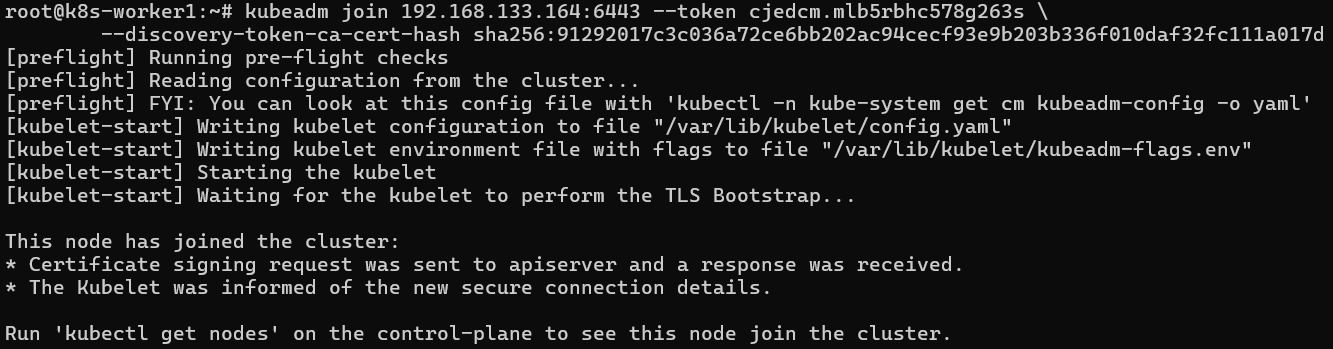 root@k8s-worker1:~# kubeadm join 192.168.133.164:6443 --token cjedcm.mlb5rbhc578g263s \
        --discovery-token-ca-cert-hash sha256:91292017c3c036a72ce6bb202ac94cecf93e9b203b336f010daf32fc111a017d
[preflight] Running pre-flight checks
[preflight] Reading configuration from the cluster...
[preflight] FYI: You can look at this config file with 'kubectl -n kube-system get cm kubeadm-config -o yaml'
[kubelet-start] Writing kubelet configuration to file "/var/lib/kubelet/config.yaml"
[kubelet-start] Writing kubelet environment file with flags to file "/var/lib/kubelet/kubeadm-flags.env"
[kubelet-start] Starting the kubelet
[kubelet-start] Waiting for the kubelet to perform the TLS Bootstrap...

This node has joined the cluster:
* Certificate signing request was sent to apiserver and a response was received.
* The Kubelet was informed of the new secure connection details.

Run 'kubectl get nodes' on the control-plane to see this node join the cluster.